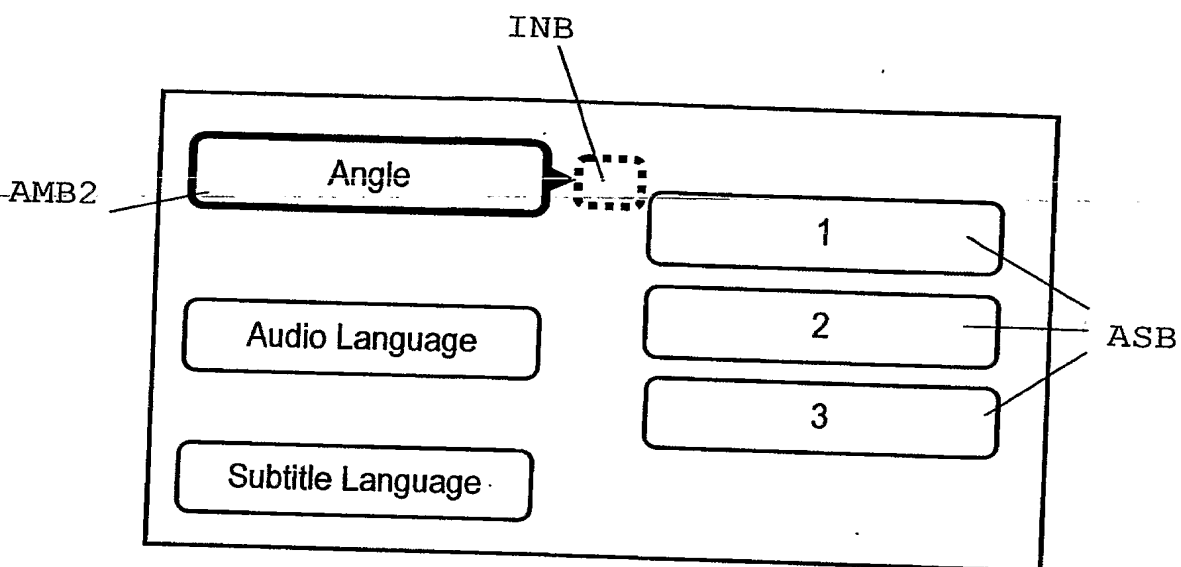 INB
Angle
AMB2
1
Audio Language
2
ASB
3
Subtitle Language